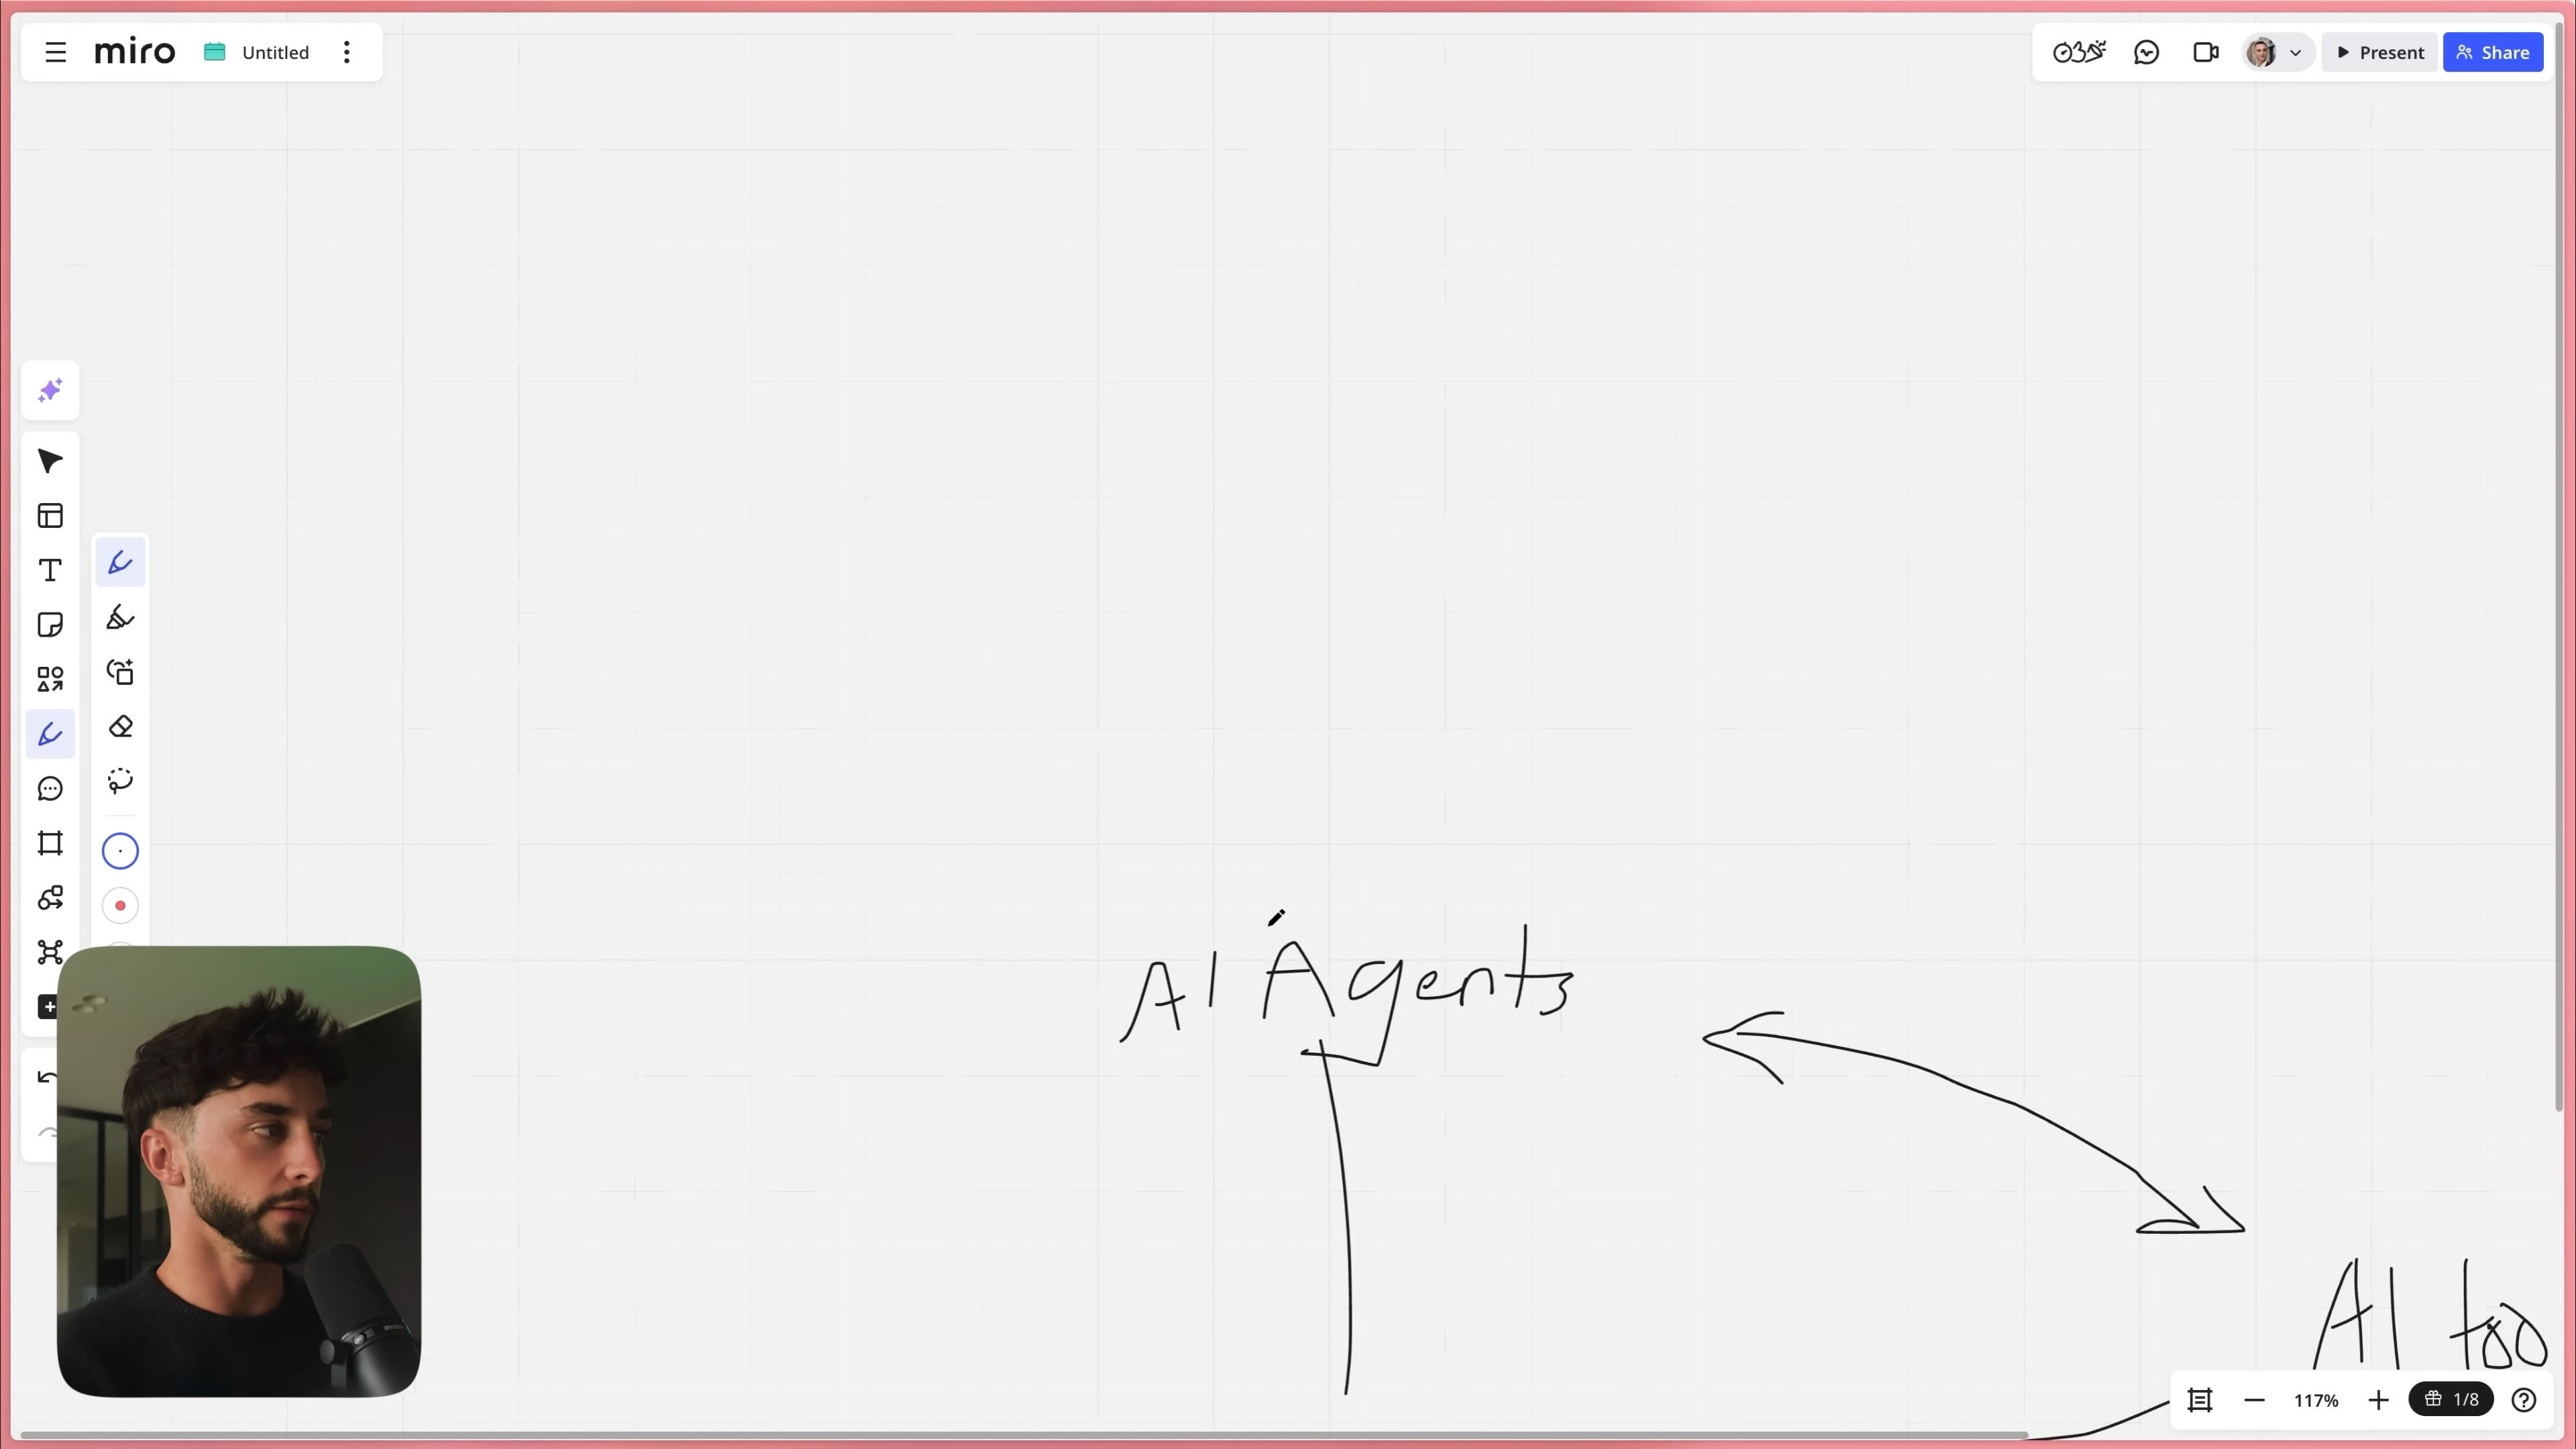 miro Untitled
Present
Share
AI Agents
AI too
117%
1/8